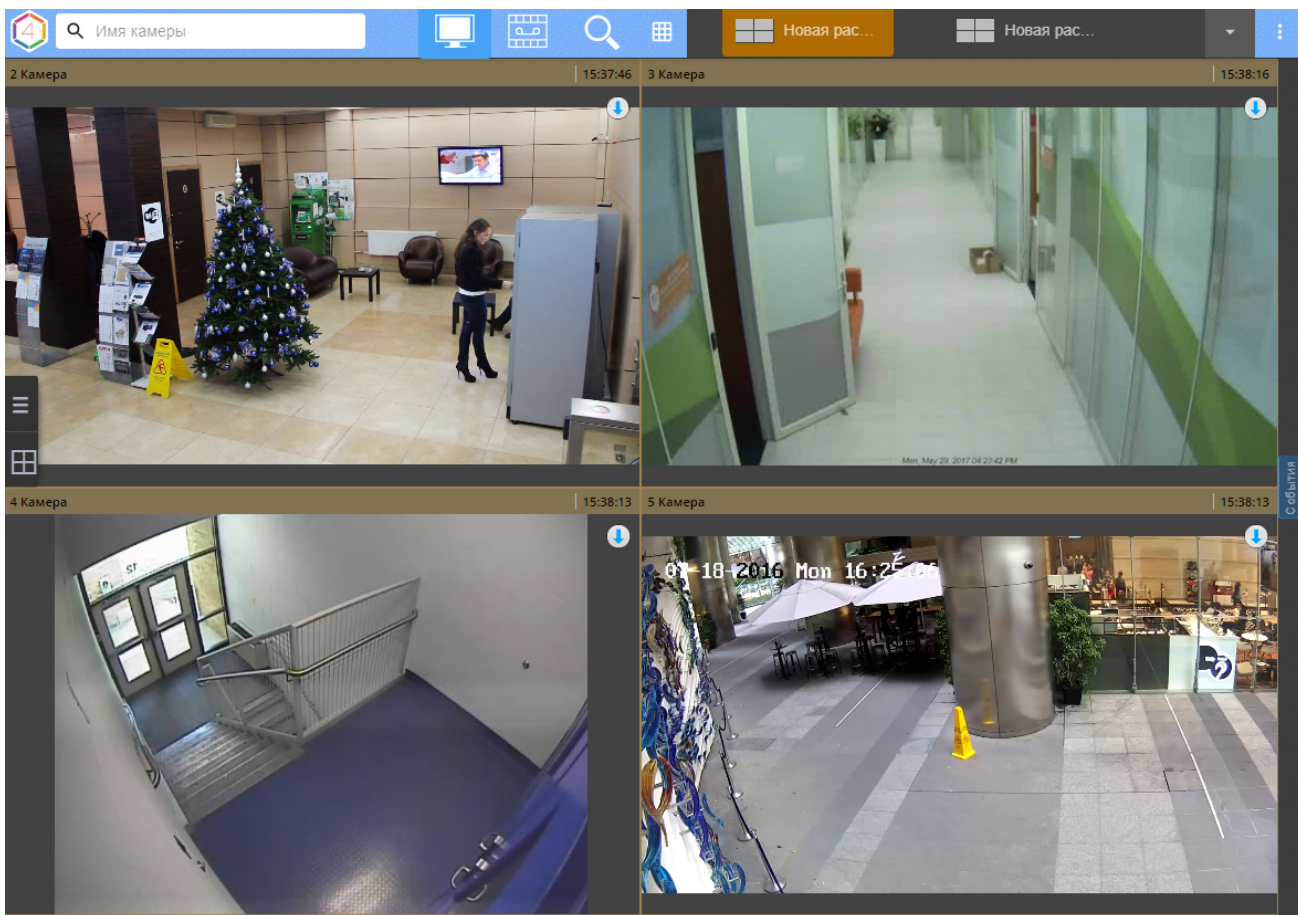 4
Имя камеры
Новая рас...
Новая рас...
2 Камера
15:37:46
3 Камера
15:38:16
Mon, May 29, 2017 04:23:42 PM
События
4 Камера
15:38:13
5 Камера
15:38:13
07-18-2016 Mon 16:25:06